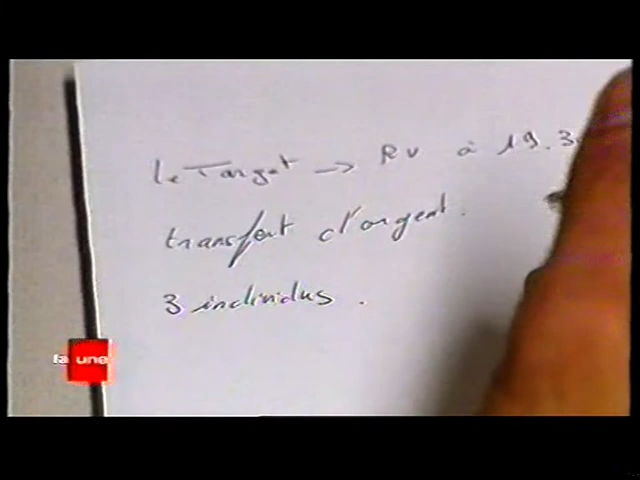 Le Target → RV à 19.3
transfert d'argent.
3 individus.
la une